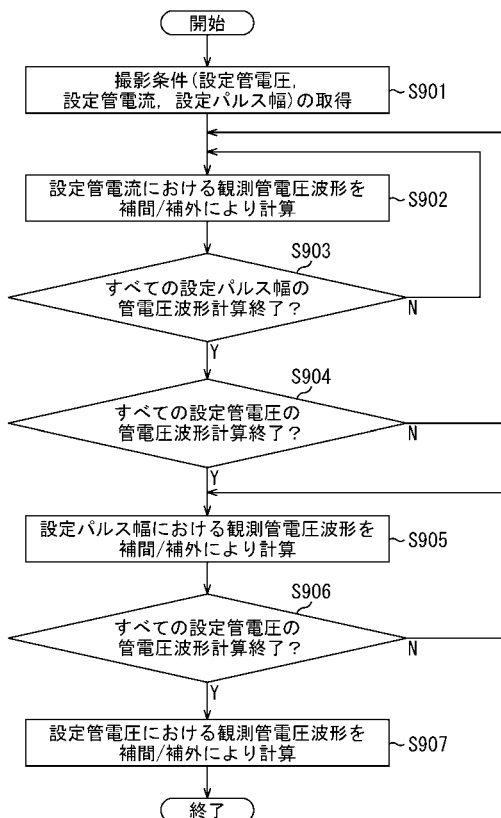 開始
撮影条件(設定管電圧,
設定管電流, 設定パルス幅)の取得
S901
設定管電流における観測管電圧波形を
補間/補外により計算
S902
S903
すべての設定パルス幅の
管電圧波形計算終了?
N
Y
S904
すべての設定管電圧の
管電圧波形計算終了?
N
Y
設定パルス幅における観測管電圧波形を
補間/補外により計算
S905
S906
すべての設定管電圧の
管電圧波形計算終了?
N
Y
設定管電圧における観測管電圧波形を
補間/補外により計算
S907
終了